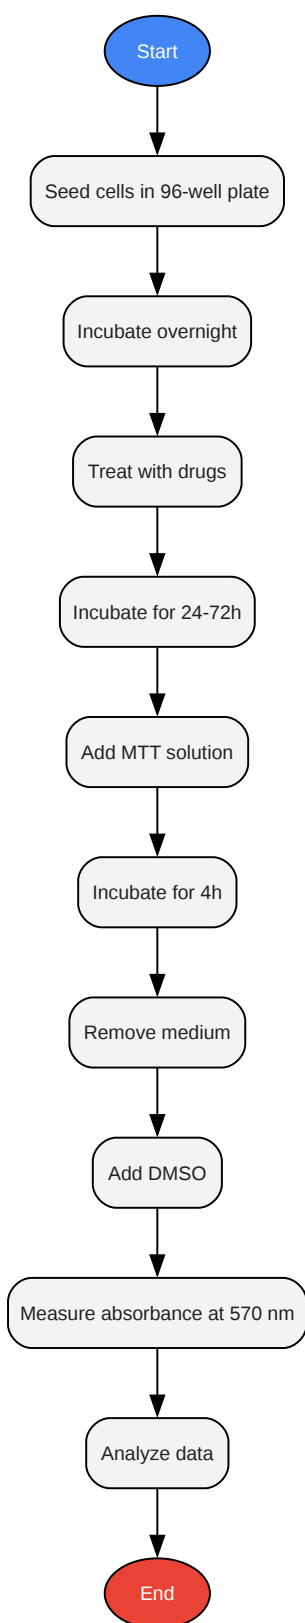 Start
Seed cells in 96-well plate
Incubate overnight
Treat with drugs
Incubate for 24-72h
Add MTT solution
Incubate for 4h
Remove medium
Add DMSO
Measure absorbance at 570 nm
Analyze data
End